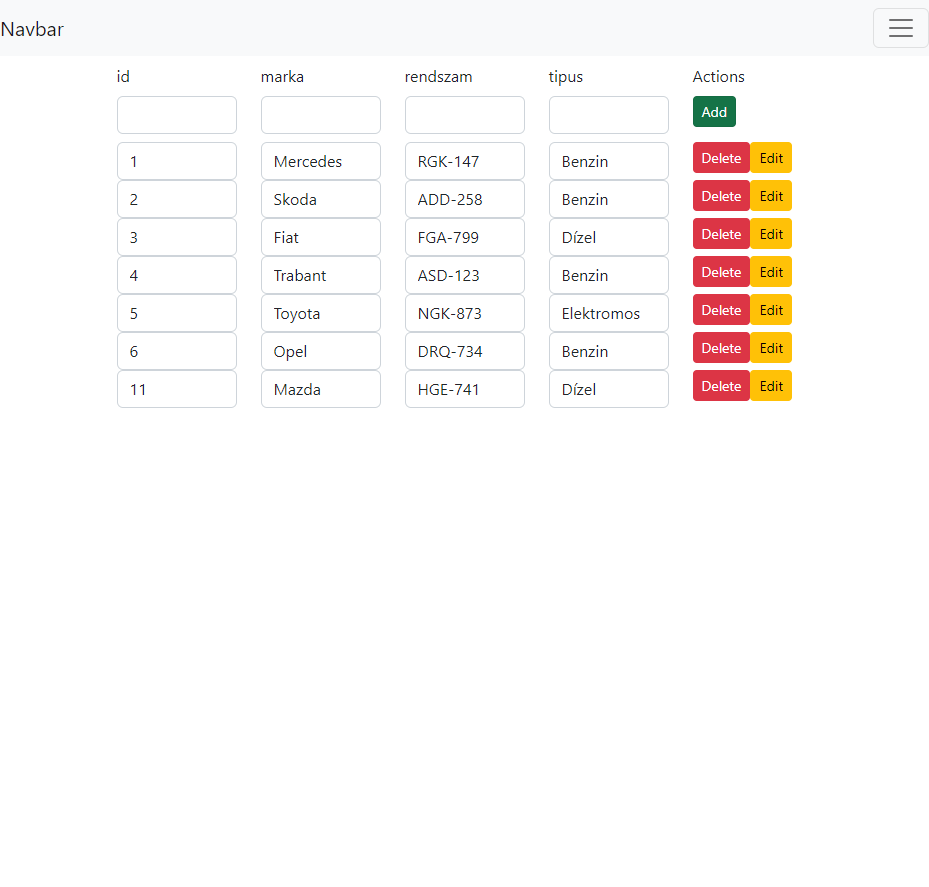 Navbar
id marka rendszam tipus Actions
Add
1 Mercedes RGK-147 Benzin Delete Edit
2 Skoda ADD-258 Benzin Delete Edit
3 Fiat FGA-799 Dízel Delete Edit
4 Trabant ASD-123 Benzin Delete Edit
5 Toyota NGK-873 Elektromos Delete Edit
6 Opel DRQ-734 Benzin Delete Edit
11 Mazda HGE-741 Dízel Delete Edit